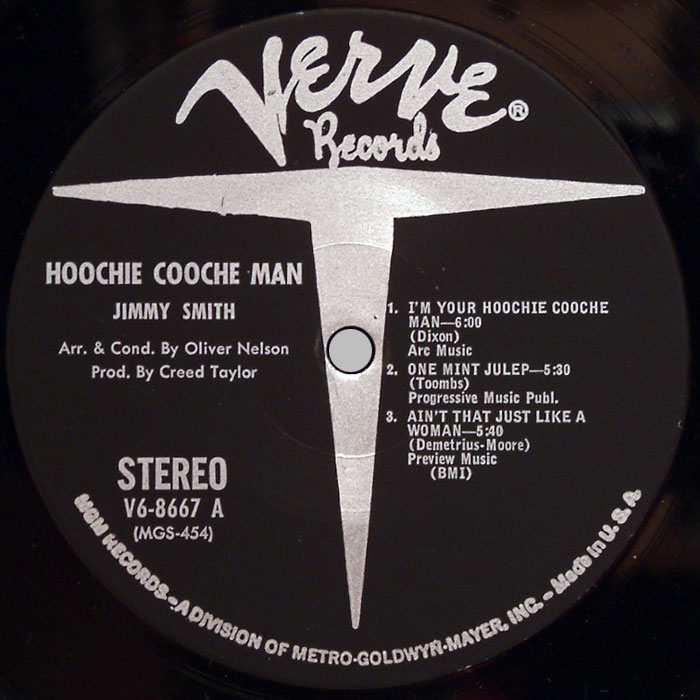 Verve®
Records
HOOCHIE COOCHE MAN
JIMMY SMITH
Arr. & Cond. By Oliver Nelson
Prod. By Creed Taylor
STEREO
V6-8667 A
(MGS-454)
1. I'M YOUR HOOCHIE COOCHE
MAN—6:00
(Dixon)
Arc Music
2. ONE MINT JULEP—5:30
(Toombs)
Progressive Music Publ.
3. AIN'T THAT JUST LIKE A
WOMAN—5:40
(Demetrius-Moore)
Preview Music
(BMI)
MGM RECORDS-A DIVISION OF METRO-GOLDWYN-MAYER, INC. - Made in U.S.A.